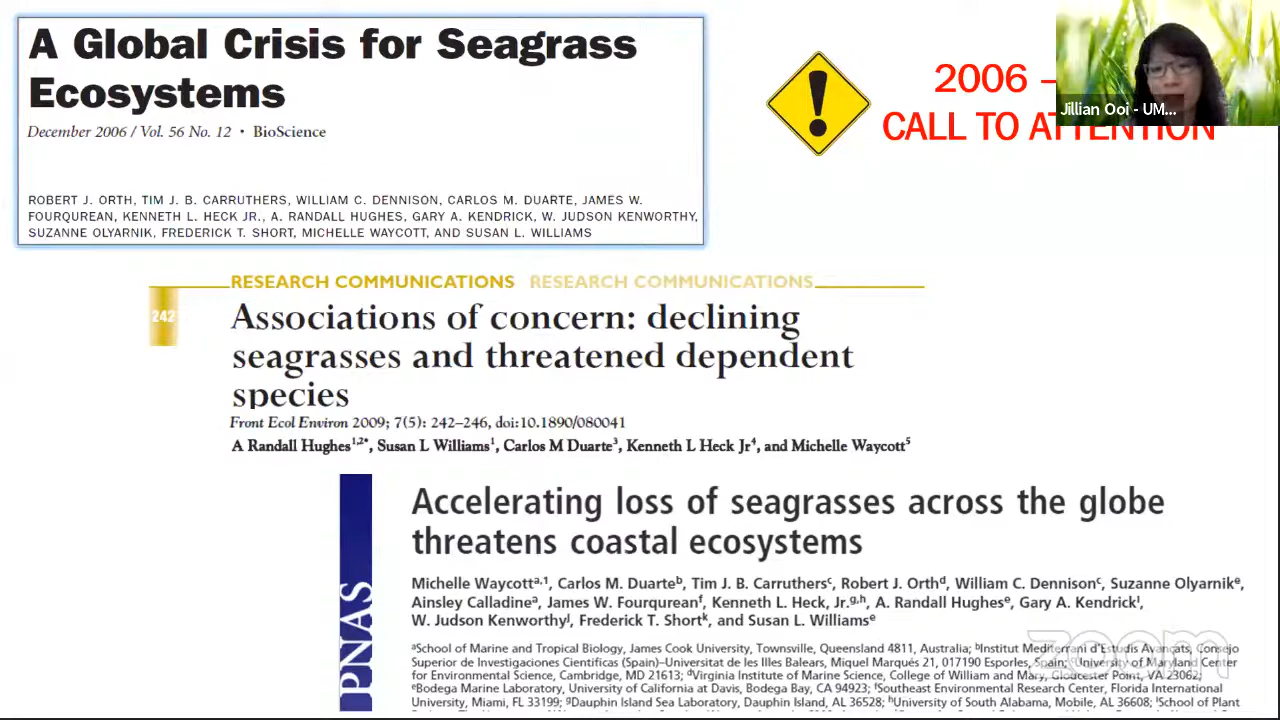 A Global Crisis for Seagrass
Ecosystems
December 2006 / Vol. 56 No. 12 • BioScience
ROBERT J. ORTH, TIM J. B. CARRUTHERS, WILLIAM C. DENNISON, CARLOS M. DUARTE, JAMES W.
FOURQUREAN, KENNETH L. HECK JR., A. RANDALL HUGHES, GARY A. KENDRICK, W. JUDSON KENWORTHY,
SUZANNE OLYARNIK, FREDERICK T. SHORT, MICHELLE WAYCOTT, AND SUSAN L. WILLIAMS
2006 –
CALL TO ATTENTION
Jillian Ooi - UM...
RESEARCH COMMUNICATIONS RESEARCH COMMUNICATIONS
242
Associations of concern: declining
seagrasses and threatened dependent
species
Front Ecol Environ 2009; 7(5): 242–246, doi:10.1890/080041
A Randall Hughes1,2*, Susan L Williams1, Carlos M Duarte3, Kenneth L Heck Jr4, and Michelle Waycott5
PNAS
Accelerating loss of seagrasses across the globe
threatens coastal ecosystems
Michelle Waycotta,1, Carlos M. Duarteb, Tim J. B. Carruthersc, Robert J. Orthd, William C. Dennisonc, Suzanne Olyarnike,
Ainsley Calladinea, James W. Fourqureanf, Kenneth L. Heck, Jr.g,h, A. Randall Hughese, Gary A. Kendricki,
W. Judson Kenworthyj, Frederick T. Shortk, and Susan L. Williamse
aSchool of Marine and Tropical Biology, James Cook University, Townsville, Queensland 4811, Australia; bInstitut Mediterrani d'Estudis Avançats, Consejo
Superior de Investigaciones Científicas (Spain)–Universitat de les Illes Balears, Miquel Marqués 21, 017190 Esporles, Spain; cUniversity of Maryland Center
for Environmental Science, Cambridge, MD 21613; dVirginia Institute of Marine Science, College of William and Mary, Gloucester Point, VA 23062;
eBodega Marine Laboratory, University of California at Davis, Bodega Bay, CA 94923; fSoutheast Environmental Research Center, Florida International
University, Miami, FL 33199; gDauphin Island Sea Laboratory, Dauphin Island, AL 36528; hUniversity of South Alabama, Mobile, AL 36608; iSchool of Plant
zoom